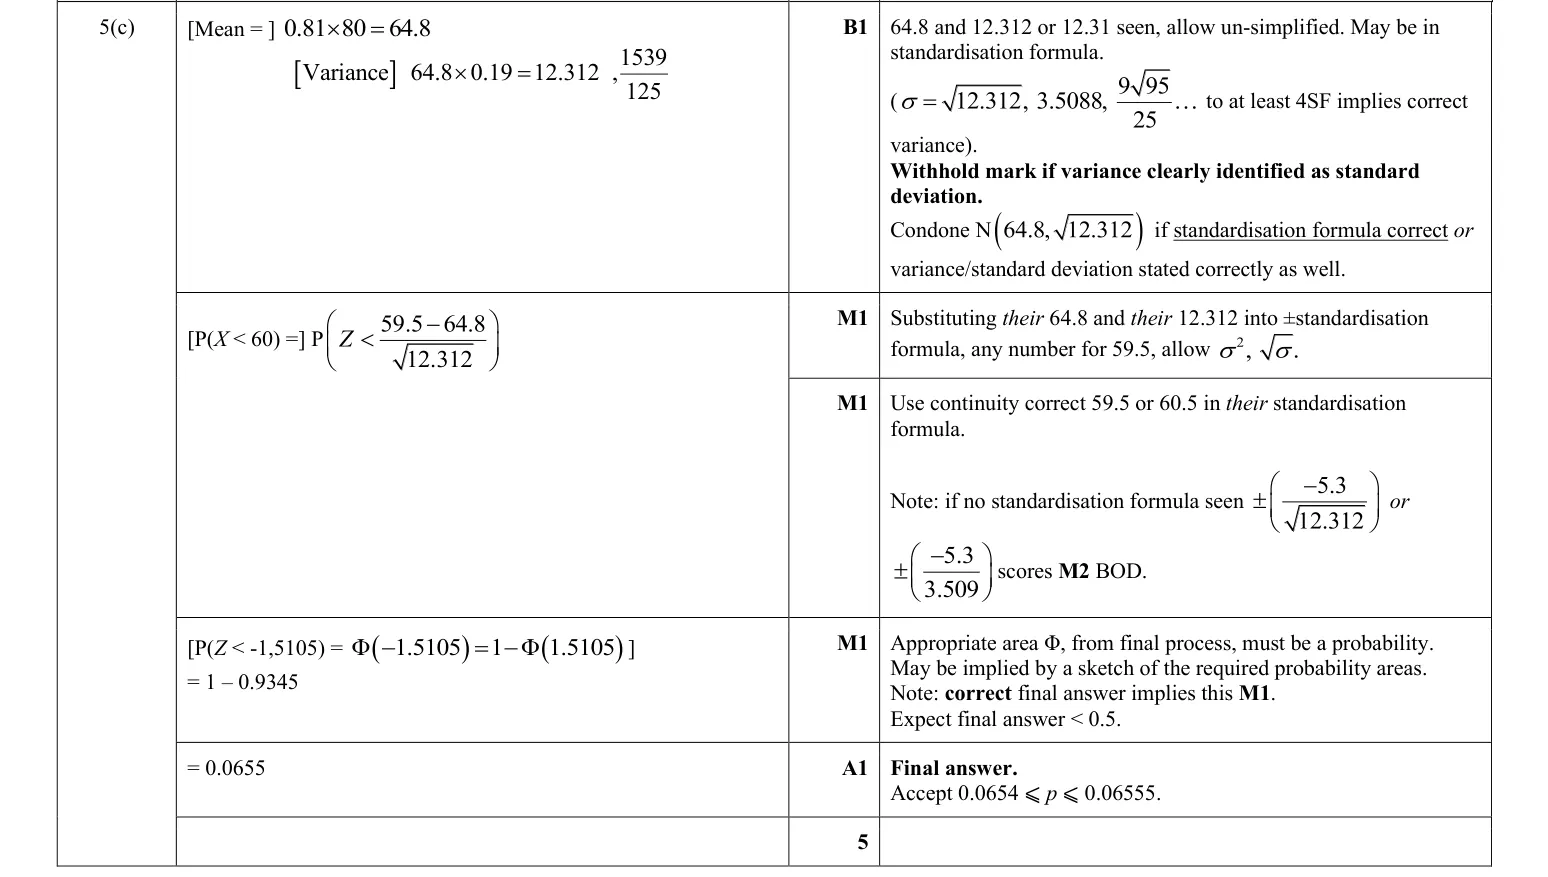 5(c)
[Mean = ] 0.81×80 = 64.8
[Variance] 64.8×0.19 = 12.312 , 1539/125
B1
64.8 and 12.312 or 12.31 seen, allow un-simplified. May be in
standardisation formula.
(σ = √12.312, 3.5088, 9√95/25 … to at least 4SF implies correct
variance).
Withhold mark if variance clearly identified as standard
deviation.
Condone N(64.8, √12.312) if standardisation formula correct or
variance/standard deviation stated correctly as well.
[P(X < 60) =] P(Z < (59.5 − 64.8)/√12.312)
M1
Substituting their 64.8 and their 12.312 into ±standardisation
formula, any number for 59.5, allow σ², √σ.
M1
Use continuity correct 59.5 or 60.5 in their standardisation
formula.
Note: if no standardisation formula seen ±(−5.3/√12.312) or
±(−5.3/3.509) scores M2 BOD.
[P(Z < -1,5105) = Φ(−1.5105) = 1 − Φ(1.5105) ]
= 1 – 0.9345
M1
Appropriate area Φ, from final process, must be a probability.
May be implied by a sketch of the required probability areas.
Note: correct final answer implies this M1.
Expect final answer < 0.5.
= 0.0655
A1
Final answer.
Accept 0.0654 ⩽ p ⩽ 0.06555.
5